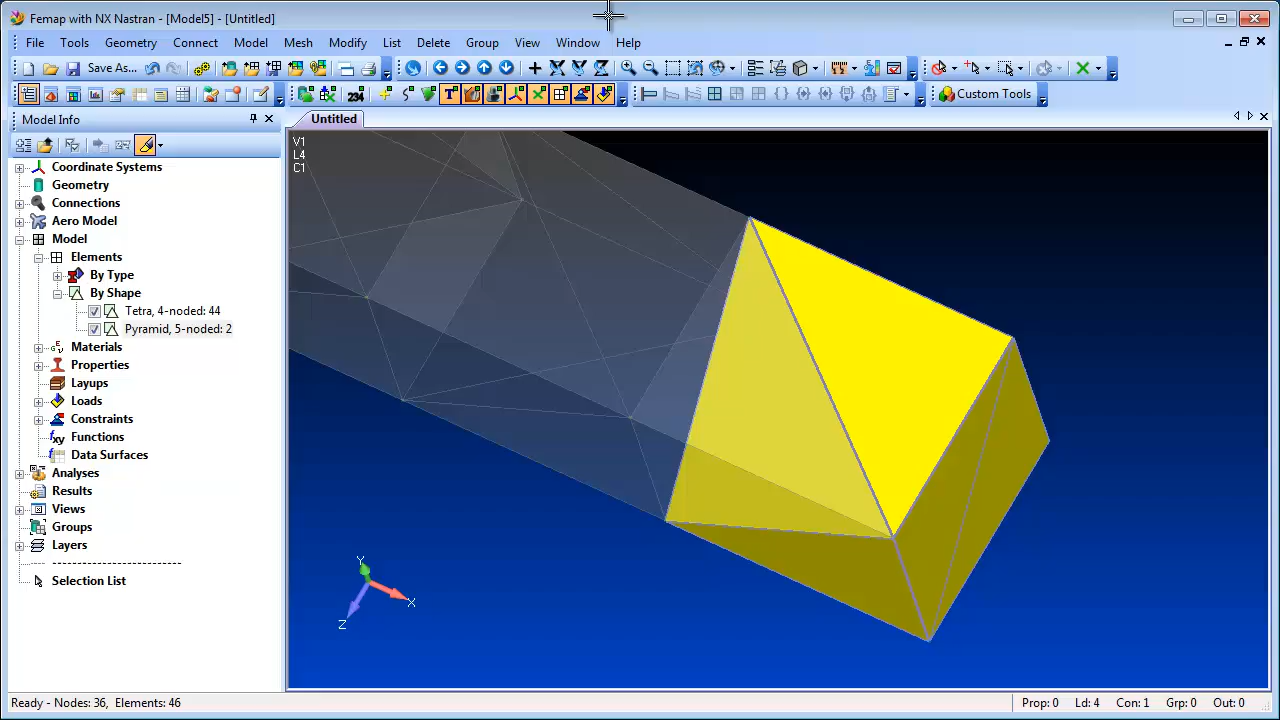 Femap with NX Nastran - [Model5] - [Untitled]
File Tools Geometry Connect Model Mesh Modify List Delete Group View Window Help
Save As...
234 T Custom Tools
Model Info
Untitled
V1
L4
C1
Coordinate Systems
Geometry
Connections
Aero Model
Model
Elements
By Type
By Shape
Tetra, 4-noded: 44
Pyramid, 5-noded: 2
Materials
Properties
Layups
Loads
Constraints
fxy Functions
Data Surfaces
Analyses
Results
Views
Groups
Layers
Selection List
Y
X
Z
Ready - Nodes: 36, Elements: 46
Prop: 0 Ld: 4 Con: 1 Grp: 0 Out: 0